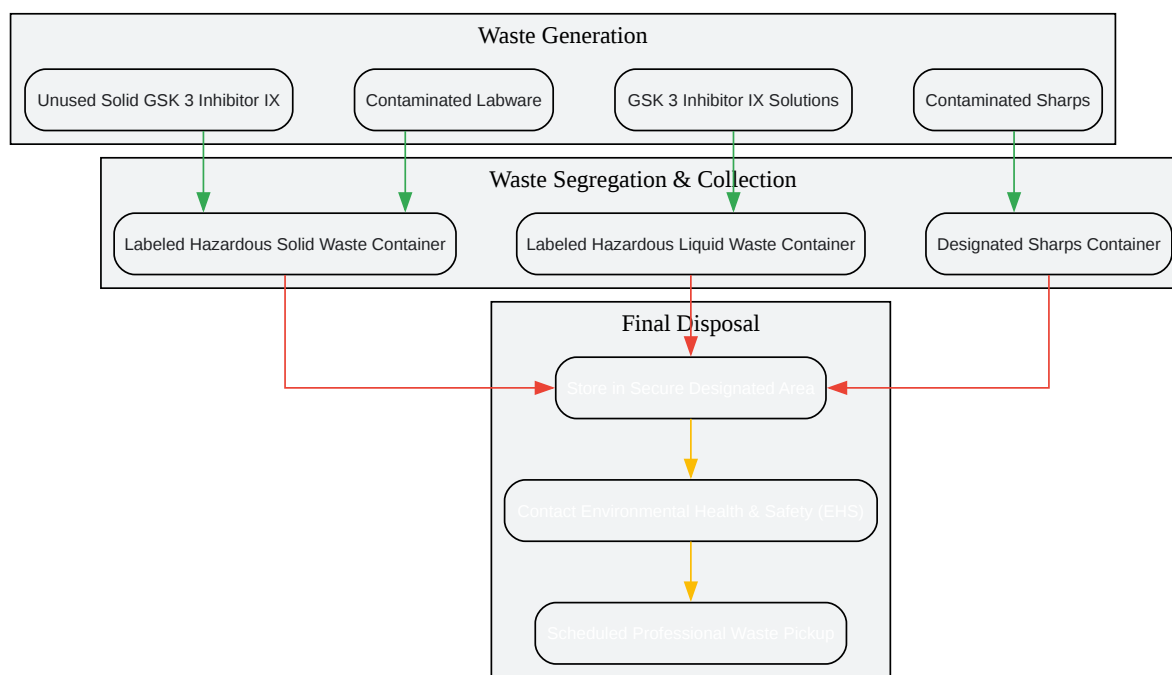 Waste Generation
Unused Solid GSK 3 Inhibitor IX
Contaminated Labware
GSK 3 Inhibitor IX Solutions
Contaminated Sharps
Waste Segregation & Collection
Labeled Hazardous Solid Waste Container
Labeled Hazardous Liquid Waste Container
Designated Sharps Container
Final Disposal
Store in Secure Designated Area
Contact Environmental Health & Safety (EHS)
Scheduled Professional Waste Pickup